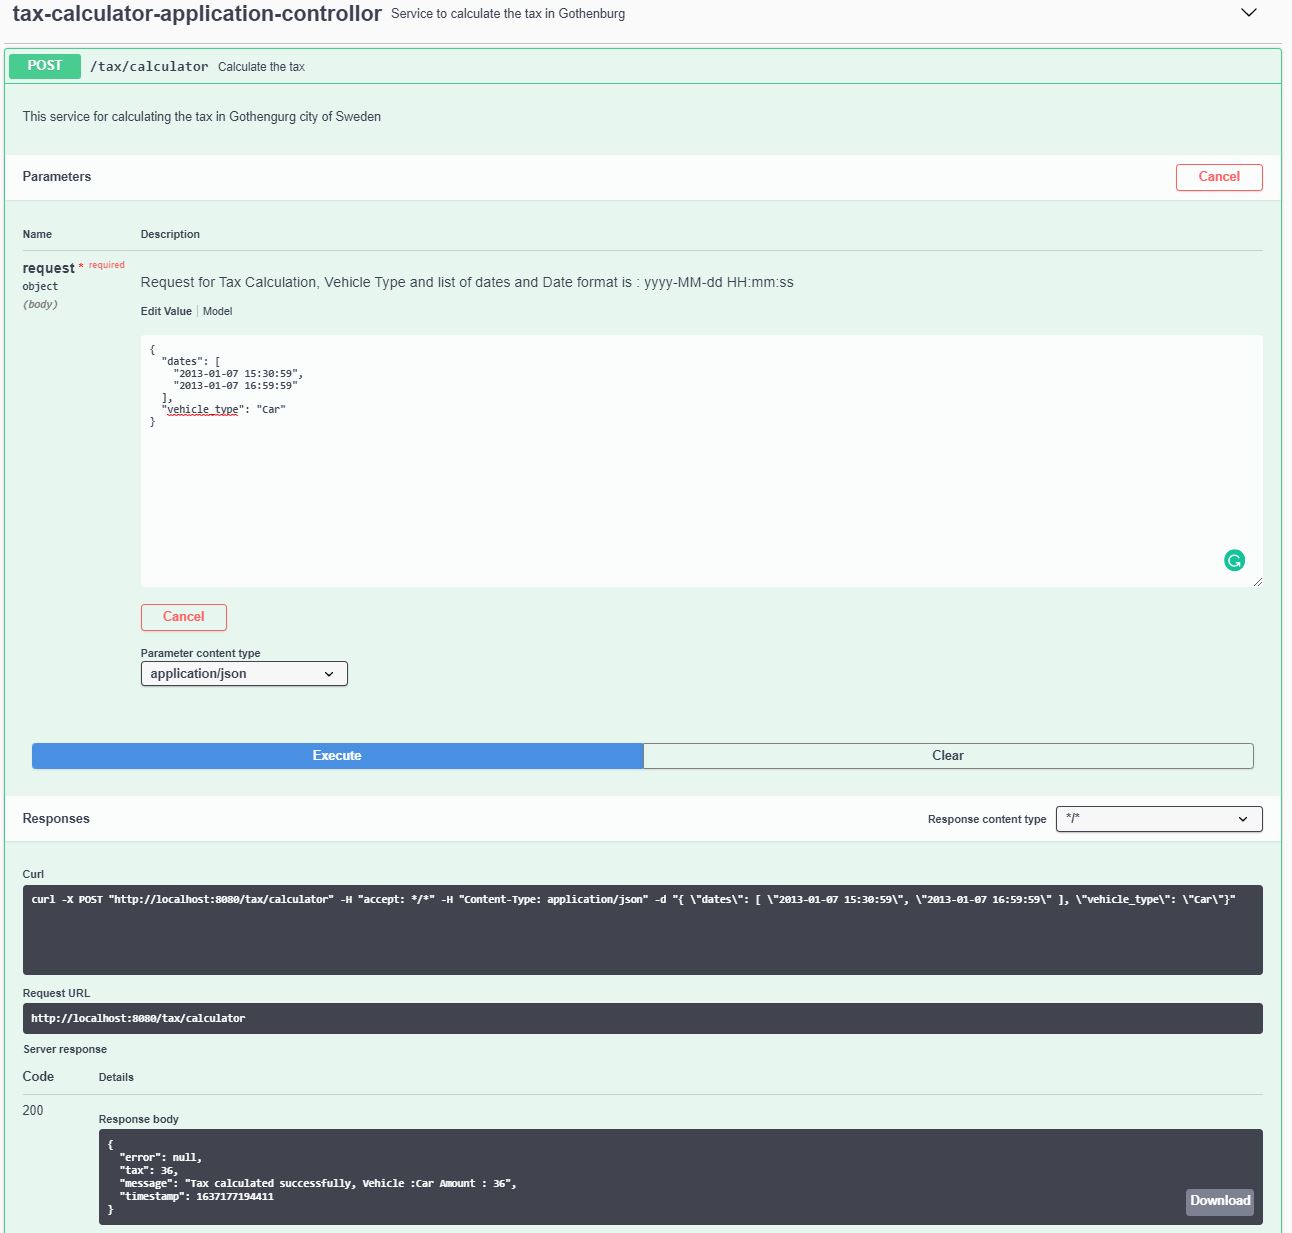 tax-calculator-application-controllor Service to calculate the tax in Gothenburg
POST /tax/calculator Calculate the tax
This service for calculating the tax in Gothengurg city of Sweden
Parameters Cancel
Name Description
request * required
object
(body)
Request for Tax Calculation, Vehicle Type and list of dates and Date format is : yyyy-MM-dd HH:mm:ss
Edit Value | Model
{
  "dates": [
    "2013-01-07 15:30:59",
    "2013-01-07 16:59:59"
  ],
  "vehicle_type": "Car"
}
Cancel
Parameter content type
application/json
Execute Clear
Responses Response content type */*
Curl
curl -X POST "http://localhost:8080/tax/calculator" -H "accept: */*" -H "Content-Type: application/json" -d "{ \"dates\": [ \"2013-01-07 15:30:59\", \"2013-01-07 16:59:59\" ], \"vehicle_type\": \"Car\"}"
Request URL
http://localhost:8080/tax/calculator
Server response
Code Details
200
Response body
{
  "error": null,
  "tax": 36,
  "message": "Tax calculated successfully, Vehicle :Car Amount : 36",
  "timestamp": 1637177194411
}
Download